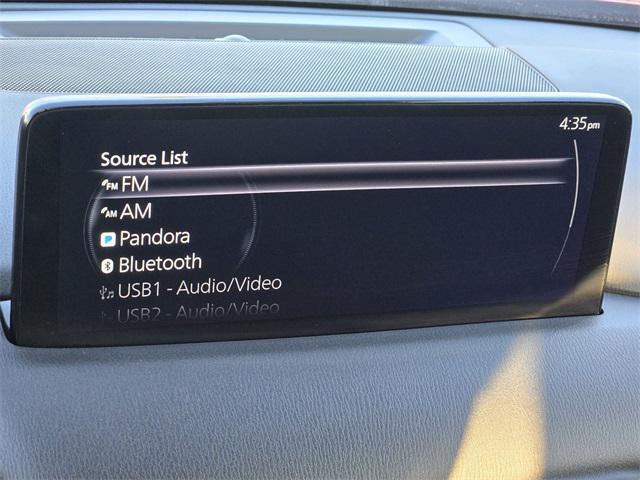 4:35pm
Source List
FM FM
AM AM
P Pandora
Bluetooth
USB1 - Audio/Video
USB2 - Audio/Video